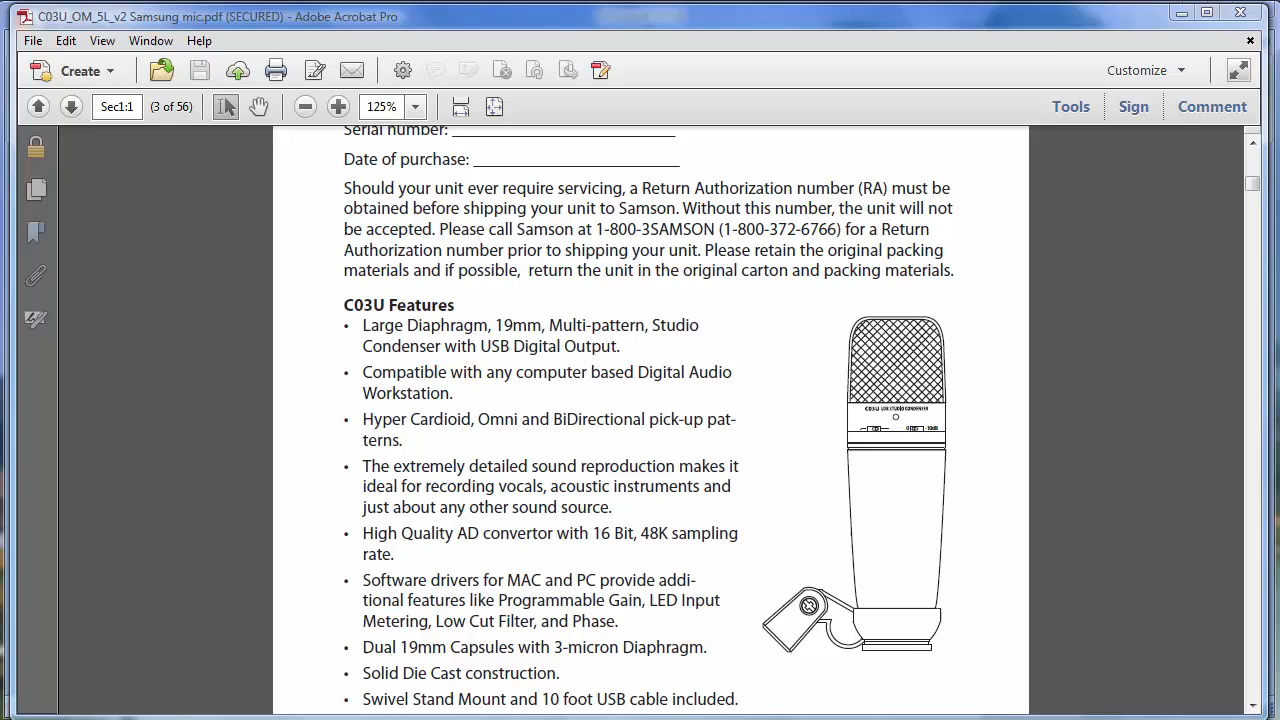 C03U_OM_5L_v2 Samsung mic.pdf (SECURED) - Adobe Acrobat Pro
File Edit View Window Help
Create
Customize
Sec1:1 (3 of 56) 125% Tools Sign Comment
Serial number:
Date of purchase:
Should your unit ever require servicing, a Return Authorization number (RA) must be
obtained before shipping your unit to Samson. Without this number, the unit will not
be accepted. Please call Samson at 1-800-3SAMSON (1-800-372-6766) for a Return
Authorization number prior to shipping your unit. Please retain the original packing
materials and if possible, return the unit in the original carton and packing materials.
C03U Features
• Large Diaphragm, 19mm, Multi-pattern, Studio
Condenser with USB Digital Output.
• Compatible with any computer based Digital Audio
Workstation.
• Hyper Cardioid, Omni and BiDirectional pick-up pat-
terns.
• The extremely detailed sound reproduction makes it
ideal for recording vocals, acoustic instruments and
just about any other sound source.
• High Quality AD convertor with 16 Bit, 48K sampling
rate.
• Software drivers for MAC and PC provide addi-
tional features like Programmable Gain, LED Input
Metering, Low Cut Filter, and Phase.
• Dual 19mm Capsules with 3-micron Diaphragm.
• Solid Die Cast construction.
• Swivel Stand Mount and 10 foot USB cable included.
C03U USB STUDIO CONDENSER
0 -10dB